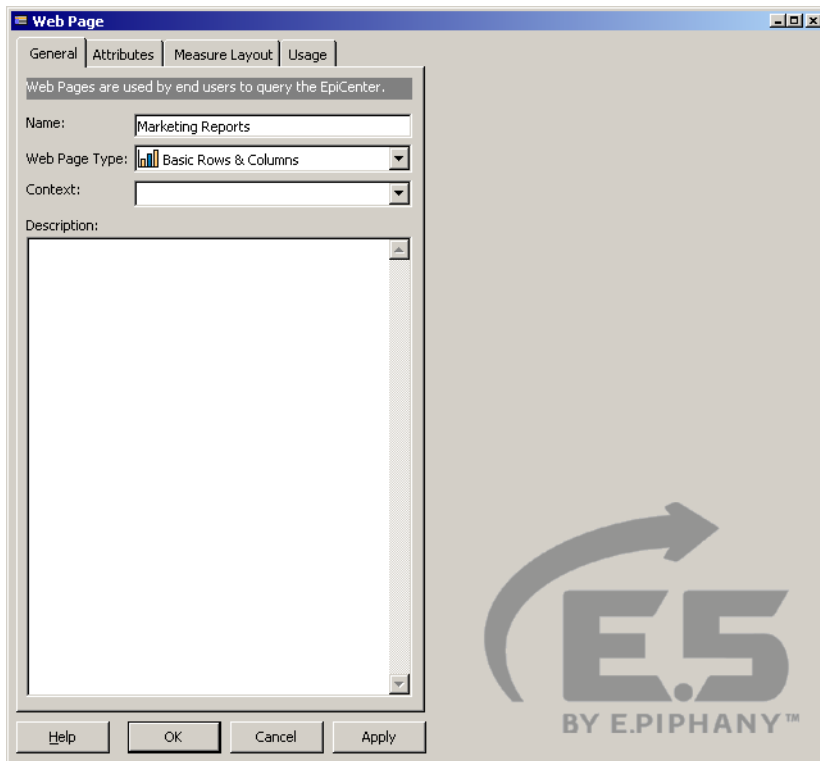 Web Page
General Attributes Measure Layout Usage
Web Pages are used by end users to query the EpiCenter.
Name: Marketing Reports
Web Page Type: Basic Rows & Columns
Context:
Description:
E.5
BY E.PIPHANY™
Help OK Cancel Apply